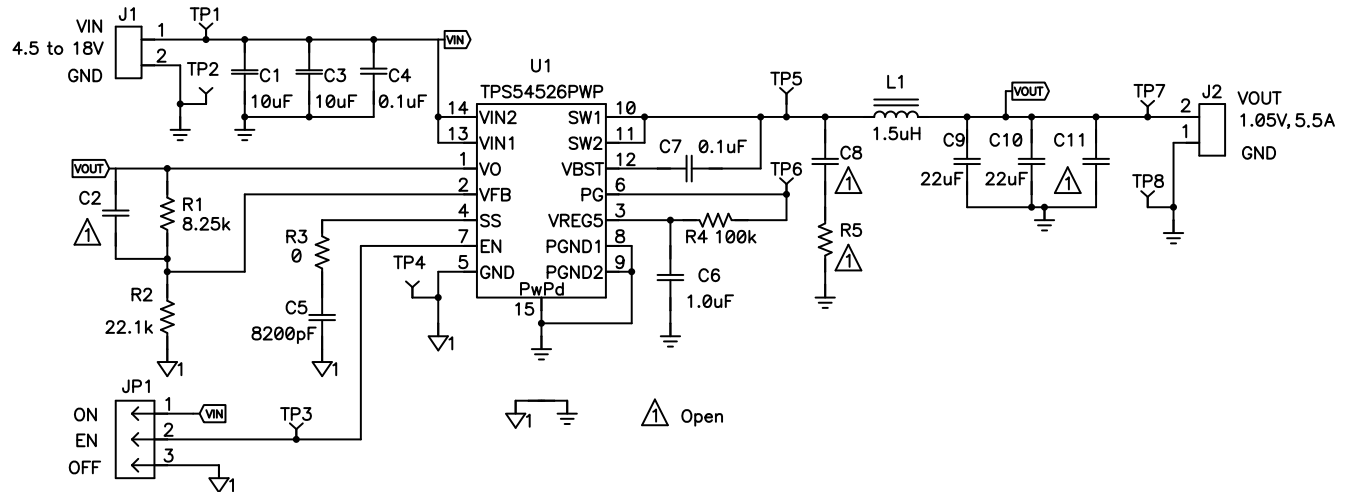 J1
TP1
VIN
4.5 to 18V
GND
1
2
TP2
VIN
C1
10uF
C3
10uF
C4
0.1uF
U1
TPS54526PWP
14
VIN2
13
VIN1
1
VO
2
VFB
4
SS
7
EN
5
GND
PwPd
15
SW1
10
SW2
11
VBST
12
PG
6
VREG5
3
PGND1
8
PGND2
9
VOUT
C2
1
R1
8.25k
R2
22.1k
1
R3
0
C5
8200pF
1
TP4
1
C7
0.1uF
TP5
TP6
R4
100k
C6
1.0uF
C8
1
R5
1
L1
1.5uH
VOUT
C9
22uF
C10
22uF
C11
1
TP7
TP8
J2
2
1
VOUT
1.05V, 5.5A
GND
JP1
ON
1
VIN
EN
2
TP3
OFF
3
1
1
1
Open